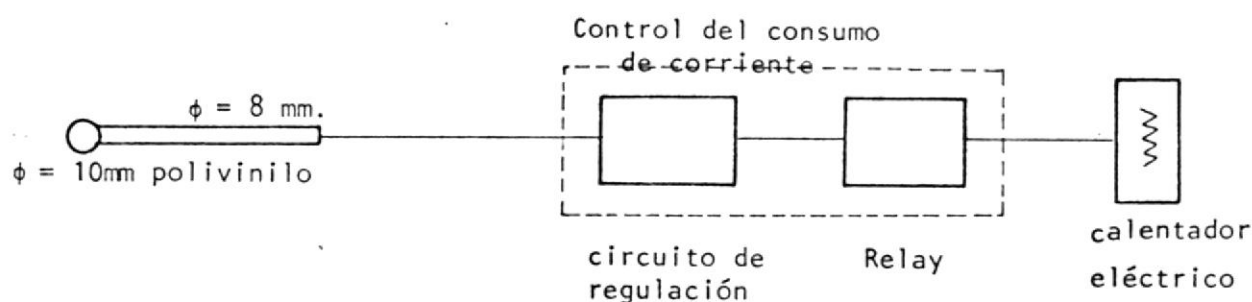 Control del consumo
de corriente
ϕ = 8 mm.
ϕ = 10mm polivinilo
circuito de
regulación
Relay
calentador
eléctrico